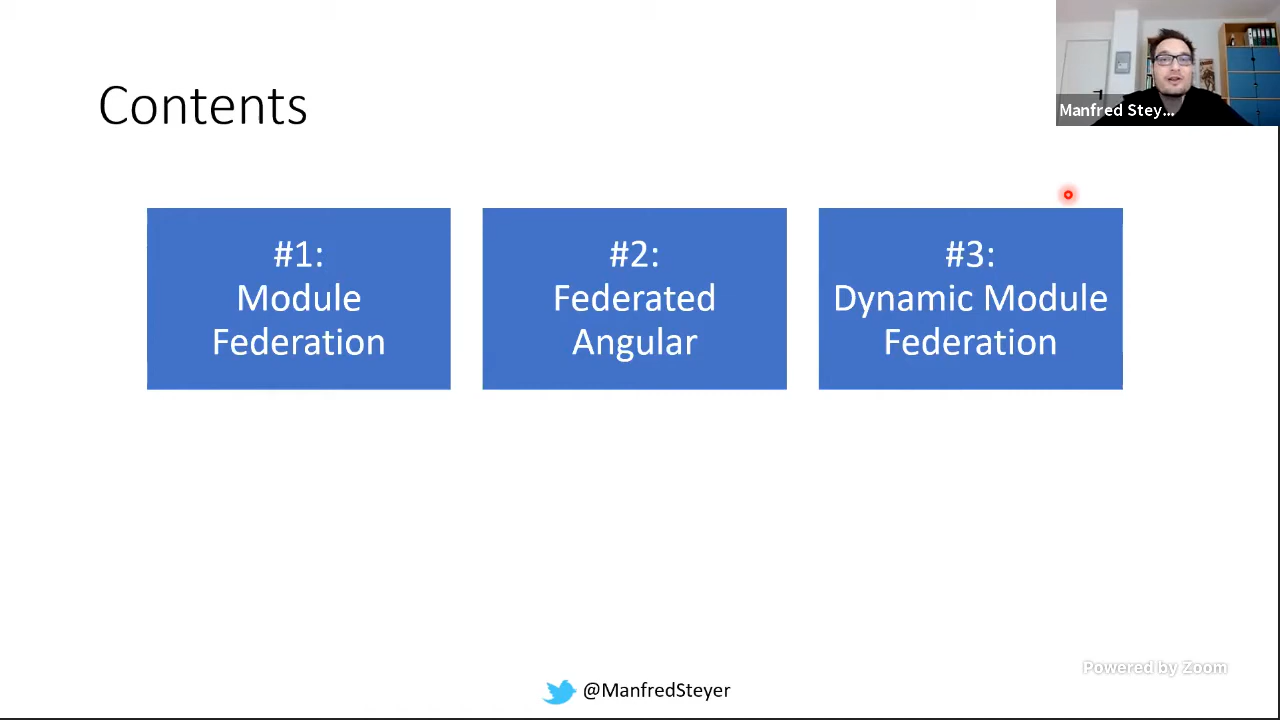 Contents
Manfred Stey...
#1:
Module
Federation
#2:
Federated
Angular
#3:
Dynamic Module
Federation
Powered by Zoom
@ManfredSteyer